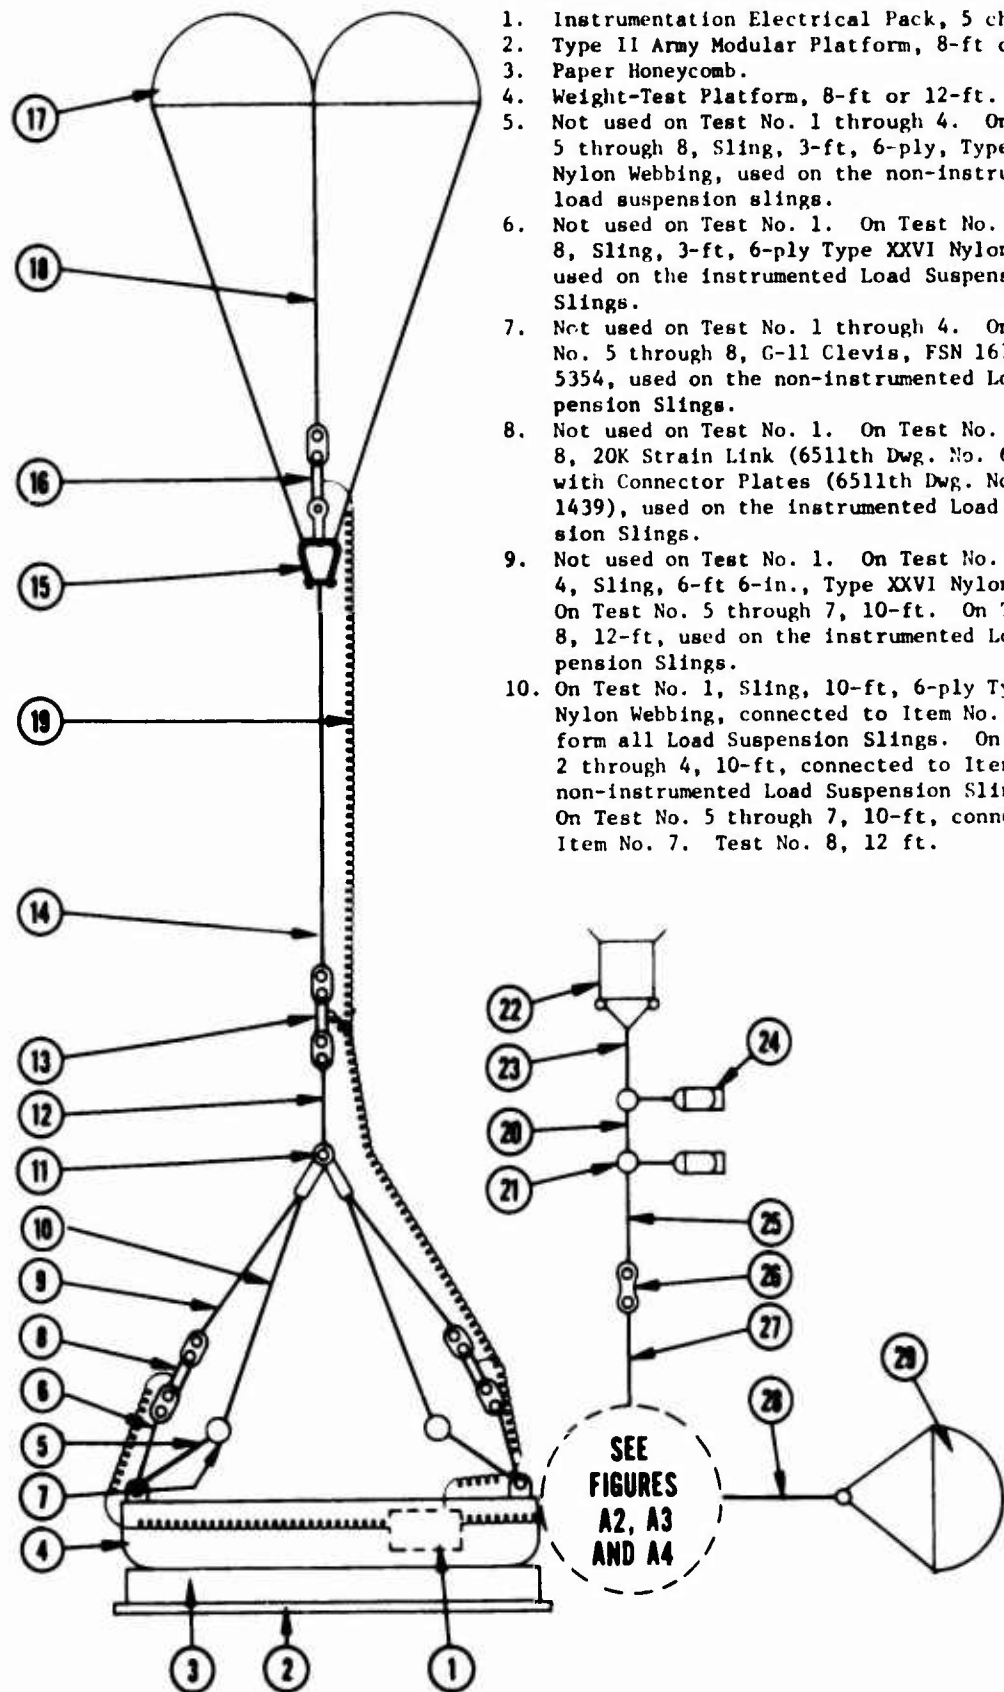 1. Instrumentation Electrical Pack, 5 ch
2. Type II Army Modular Platform, 8-ft
3. Paper Honeycomb.
4. Weight-Test Platform, 8-ft or 12-ft.
5. Not used on Test No. 1 through 4. On
5 through 8, Sling, 3-ft, 6-ply, Type
Nylon Webbing, used on the non-instru
load suspension slings.
6. Not used on Test No. 1. On Test No.
8, Sling, 3-ft, 6-ply Type XXVI Nylon
used on the instrumented Load Suspens
Slings.
7. Not used on Test No. 1 through 4. On
No. 5 through 8, G-11 Clevis, FSN 16
5354, used on the non-instrumented Lo
pension Slings.
8. Not used on Test No. 1. On Test No.
8, 20K Strain Link (6511th Dwg. No. 6
with Connector Plates (6511th Dwg. No
1439), used on the instrumented Load
sion Slings.
9. Not used on Test No. 1. On Test No.
4, Sling, 6-ft 6-in., Type XXVI Nylon
On Test No. 5 through 7, 10-ft. On T
8, 12-ft, used on the instrumented Lo
pension Slings.
10. On Test No. 1, Sling, 10-ft, 6-ply Ty
Nylon Webbing, connected to Item No.
form all Load Suspension Slings. On
2 through 4, 10-ft, connected to Item
non-instrumented Load Suspension Slin
On Test No. 5 through 7, 10-ft, conne
Item No. 7. Test No. 8, 12 ft.
17
18
16
15
19
14
13
12
11
10
9
8
6
5
7
4
3
2
1
22
23
24
20
21
25
26
27
28
29
SEE
FIGURES
A2, A3
AND A4